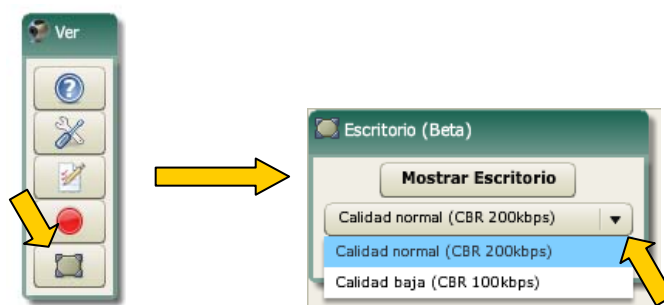 Ver
Escritorio (Beta)
Mostrar Escritorio
Calidad normal (CBR 200kbps)
Calidad normal (CBR 200kbps)
Calidad baja (CBR 100kbps)